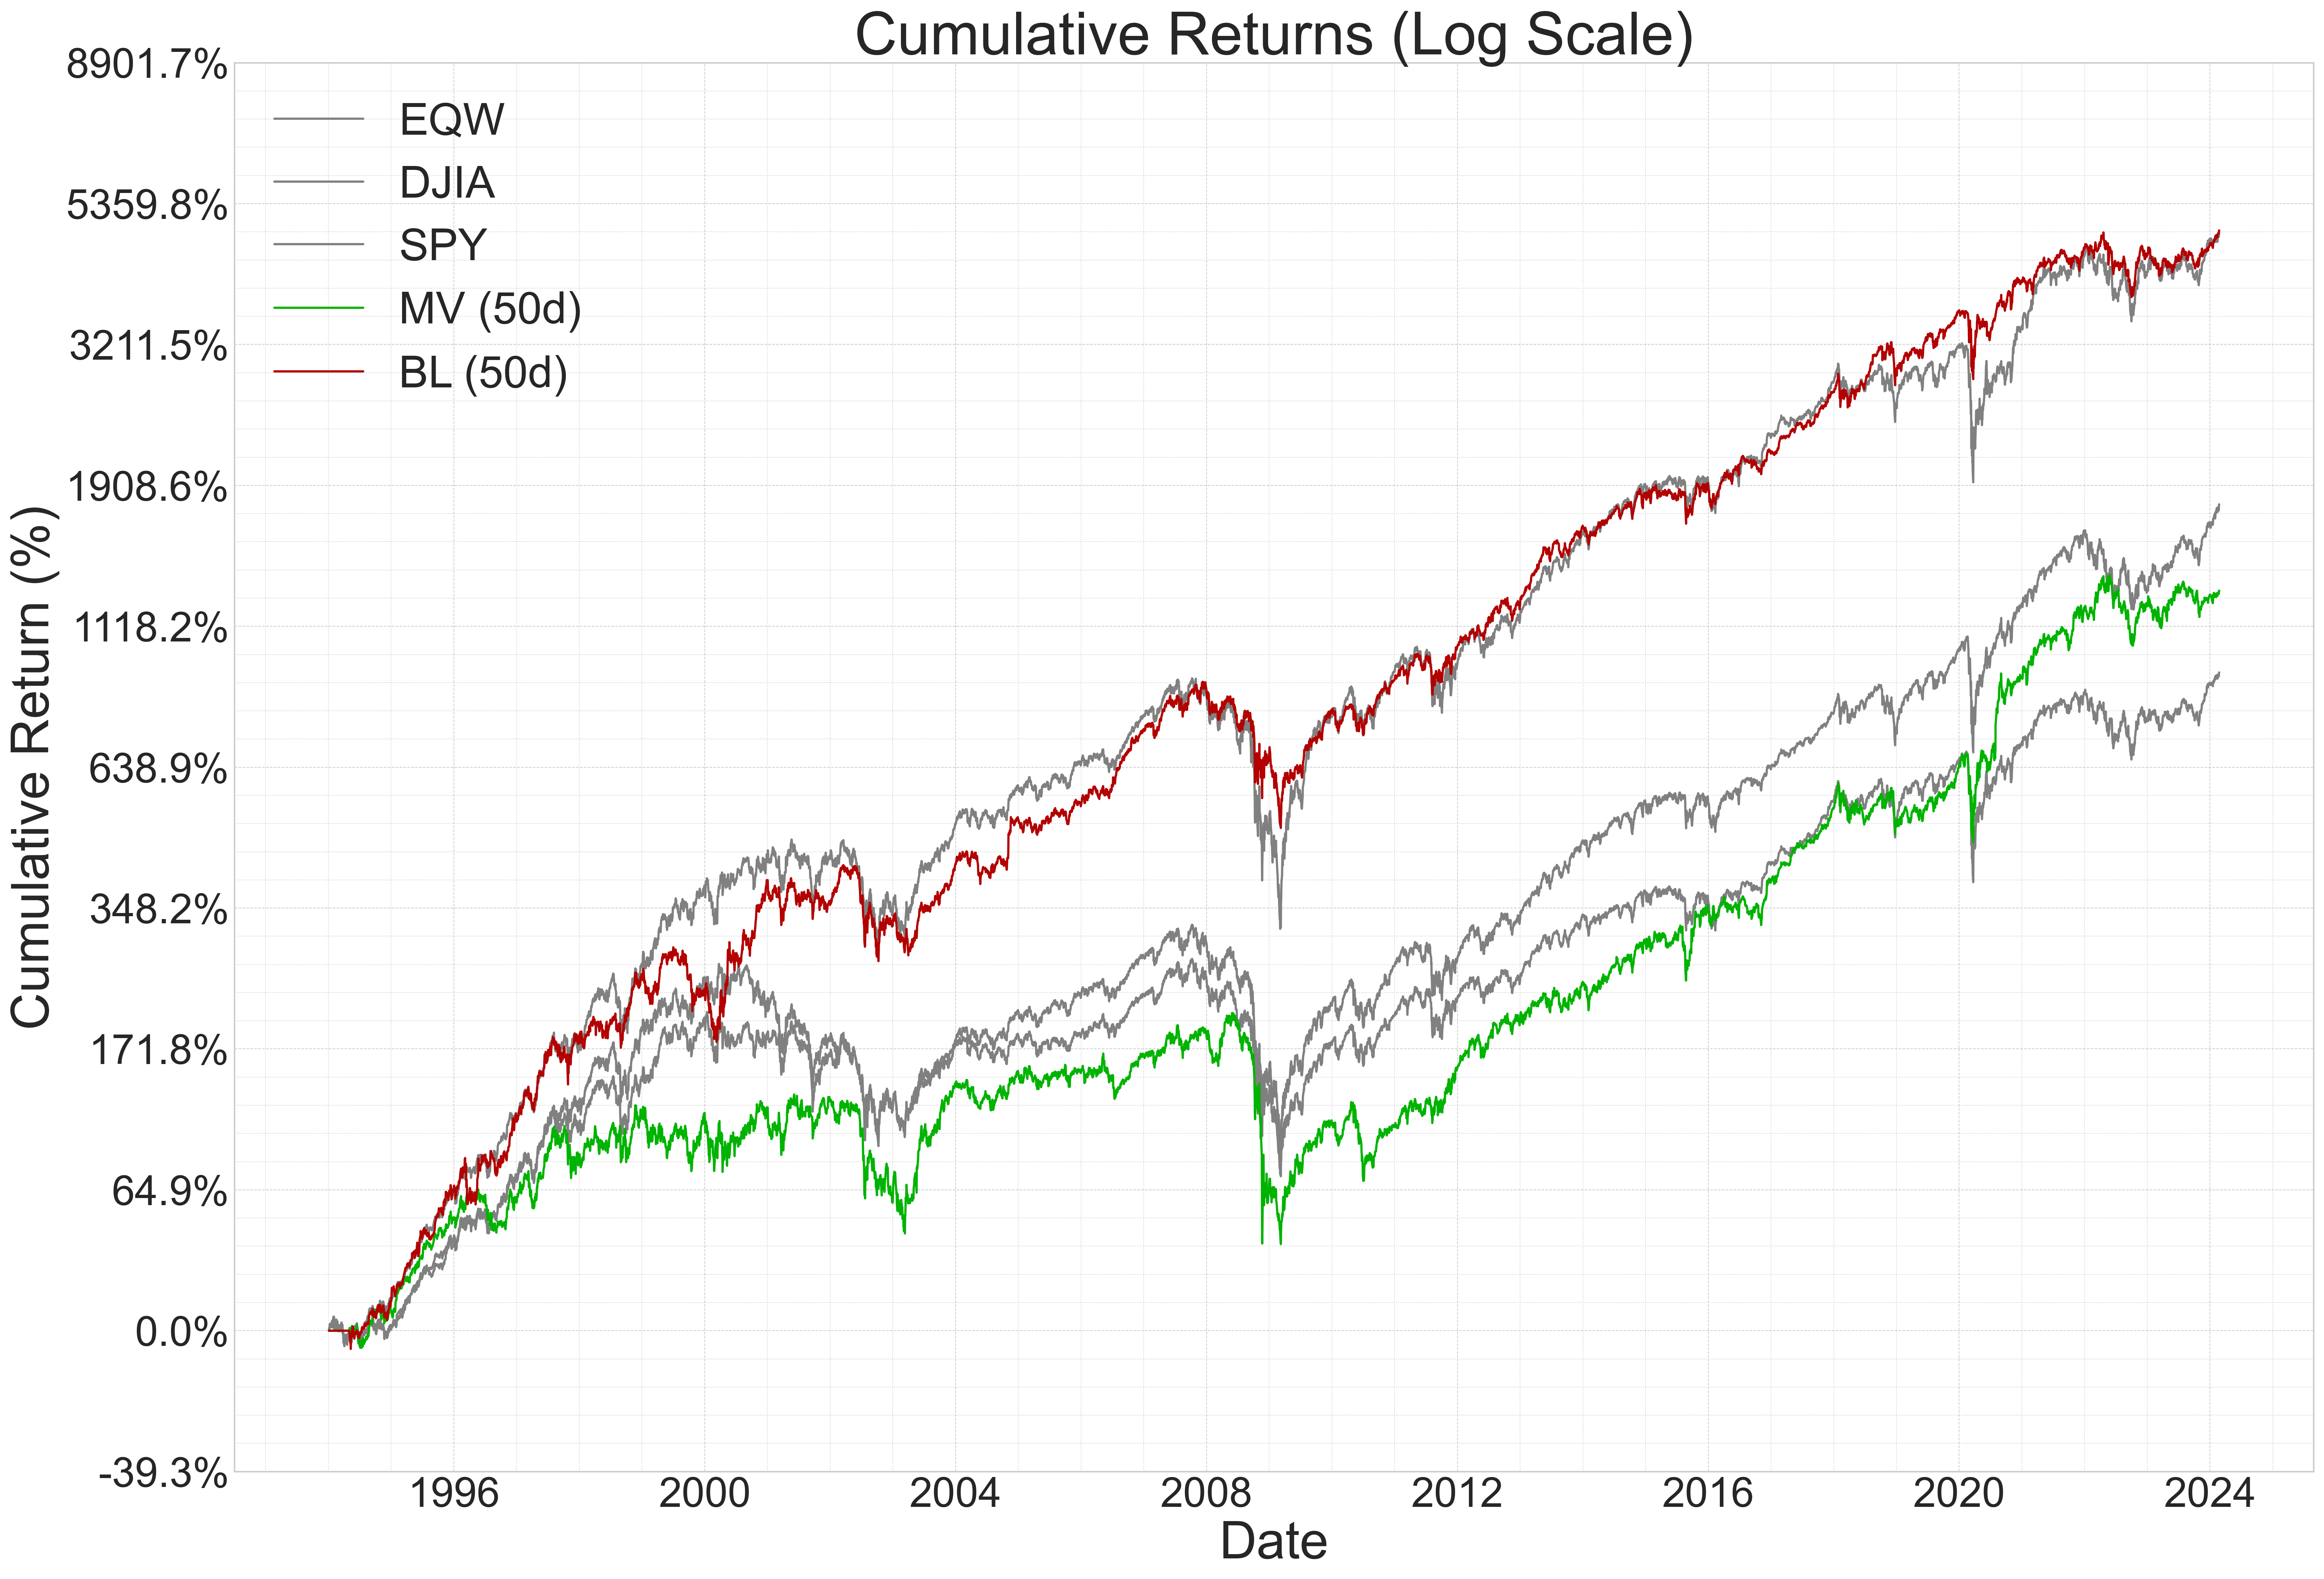 Cumulative Returns (Log Scale)
8901.7%
5359.8%
3211.5%
1908.6%
1118.2%
638.9%
348.2%
171.8%
64.9%
0.0%
-39.3%
Cumulative Return (%)
EQW
DJIA
SPY
MV (50d)
BL (50d)
1996 2000 2004 2008 2012 2016 2020 2024
Date